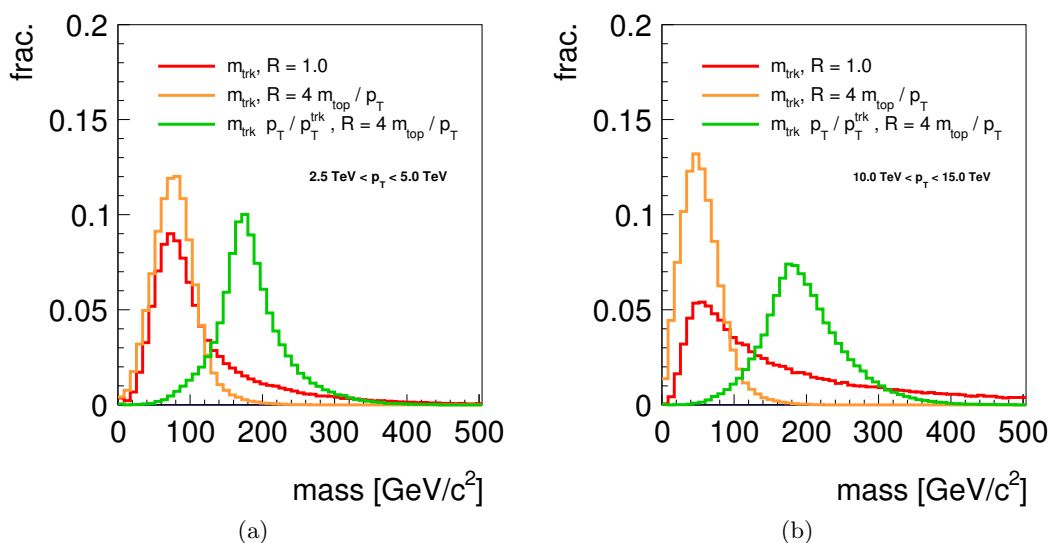 frac.
0.2
0.15
0.1
0.05
0
m_trk, R = 1.0
m_trk, R = 4 m_top / p_T
m_trk p_T / p_T^trk , R = 4 m_top / p_T
2.5 TeV < p_T < 5.0 TeV
0 100 200 300 400 500
mass [GeV/c²]
(a)
frac.
0.2
0.15
0.1
0.05
0
m_trk, R = 1.0
m_trk, R = 4 m_top / p_T
m_trk p_T / p_T^trk , R = 4 m_top / p_T
10.0 TeV < p_T < 15.0 TeV
0 100 200 300 400 500
mass [GeV/c²]
(b)